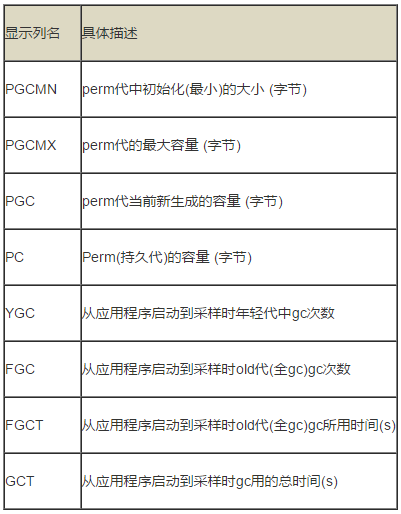 显示列名 具体描述
PGCMN perm代中初始化(最小)的大小 (字节)
PGCMX perm代的最大容量 (字节)
PGC perm代当前新生成的容量 (字节)
PC Perm(持久代)的容量 (字节)
YGC 从应用程序启动到采样时年轻代中gc次数
FGC 从应用程序启动到采样时old代(全gc)gc次数
FGCT 从应用程序启动到采样时old代(全gc)gc所用时间(s)
GCT 从应用程序启动到采样时gc用的总时间(s)